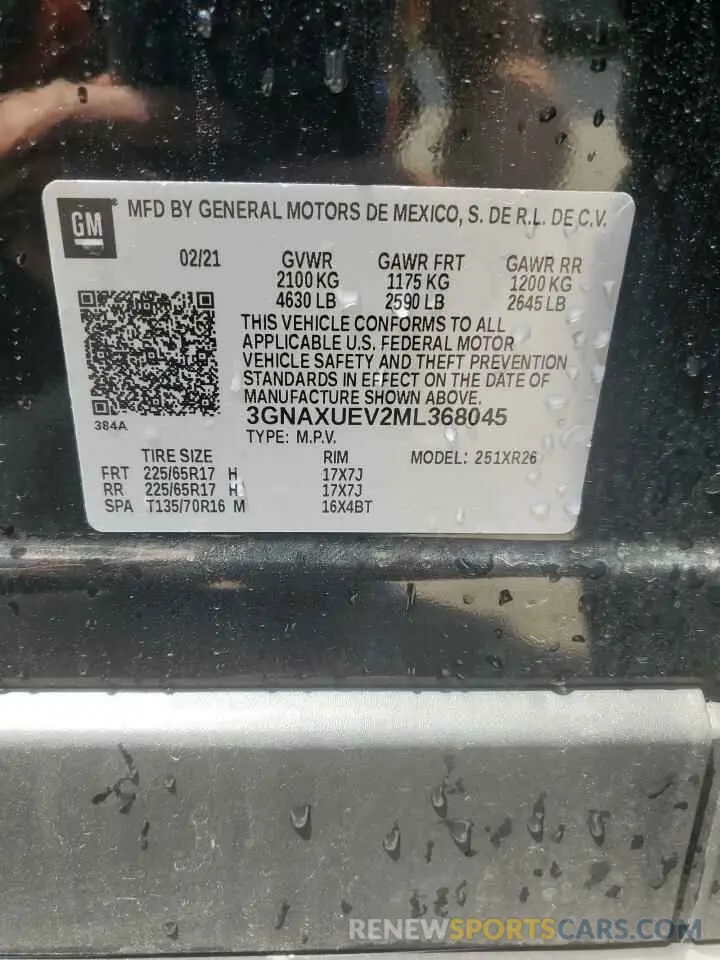 GM
MFD BY GENERAL MOTORS DE MEXICO, S. DE R.L. DE C.V.
02/21 GVWR GAWR FRT GAWR RR
2100 KG 1175 KG 1200 KG
4630 LB 2590 LB 2645 LB
THIS VEHICLE CONFORMS TO ALL
APPLICABLE U.S. FEDERAL MOTOR
VEHICLE SAFETY AND THEFT PREVENTION
STANDARDS IN EFFECT ON THE DATE OF
MANUFACTURE SHOWN ABOVE.
384A 3GNAXUEV2ML368045
TYPE: M.P.V.
TIRE SIZE RIM MODEL: 251XR26
FRT 225/65R17 H 17X7J
RR 225/65R17 H 17X7J
SPA T135/70R16 M 16X4BT
RENEWSPORTSCARS.COM